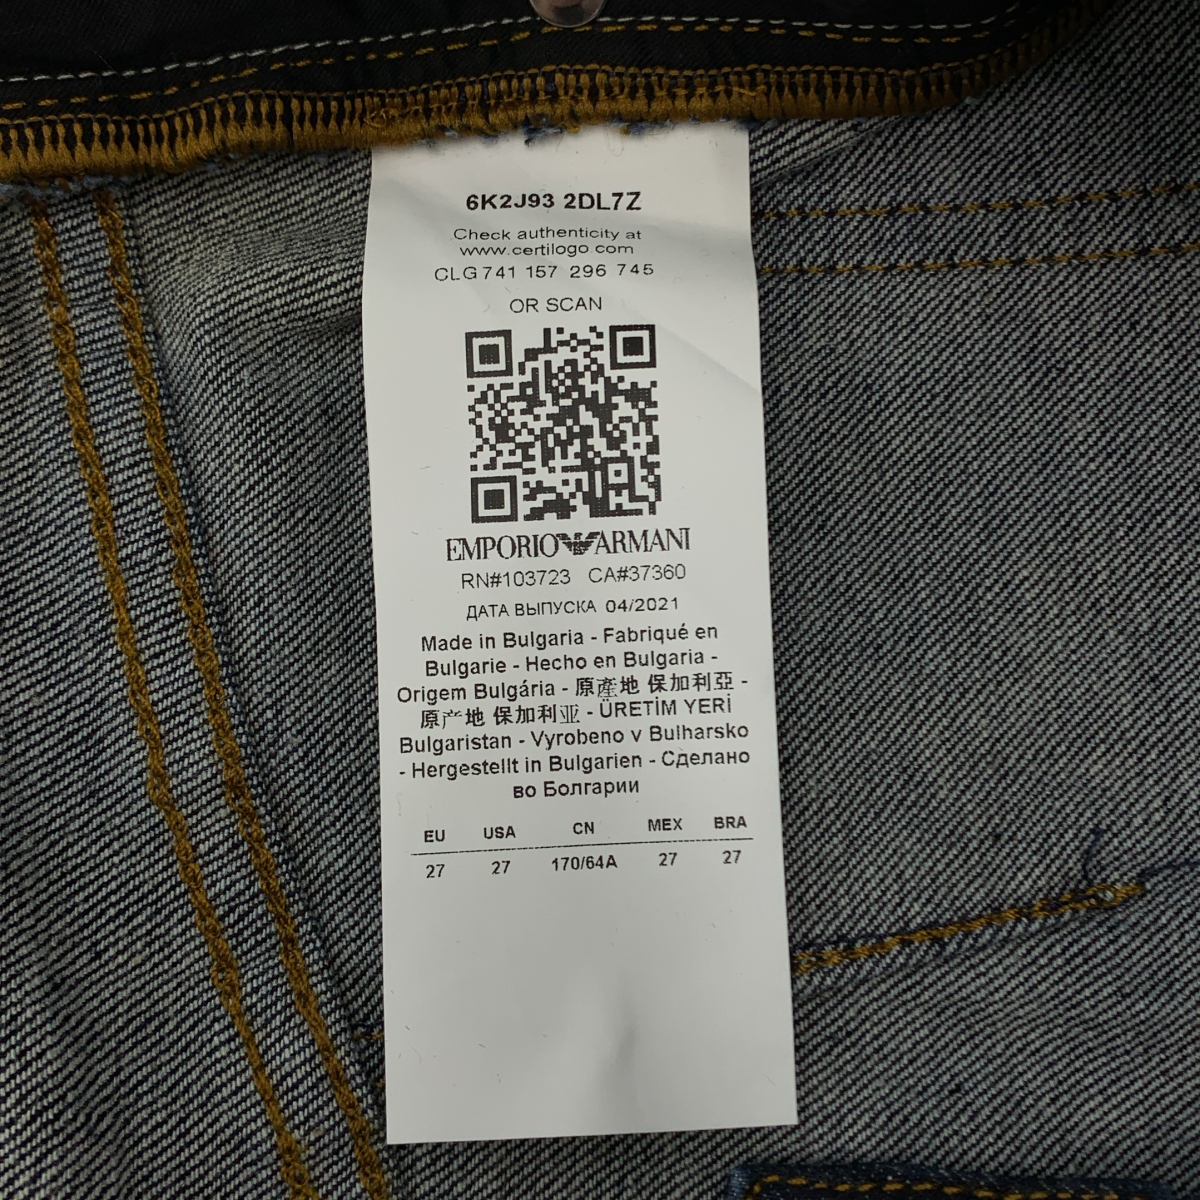 6K2J93 2DL7Z
Check authenticity at
www.certilogo com
CLG 741 157 296 745
OR SCAN
EMPORIO ARMANI
RN#103723 CA#37360
ДАТА ВЫПУСКА 04/2021
Made in Bulgaria - Fabriqué en
Bulgarie - Hecho en Bulgaria -
Origem Bulgária - 原產地 保加利亞 -
原产地 保加利亚 - ÜRETİM YERİ
Bulgaristan - Vyrobeno v Bulharsko
- Hergestellt in Bulgarien - Сделано
во Болгарии
EU USA CN MEX BRA
27 27 170/64A 27 27